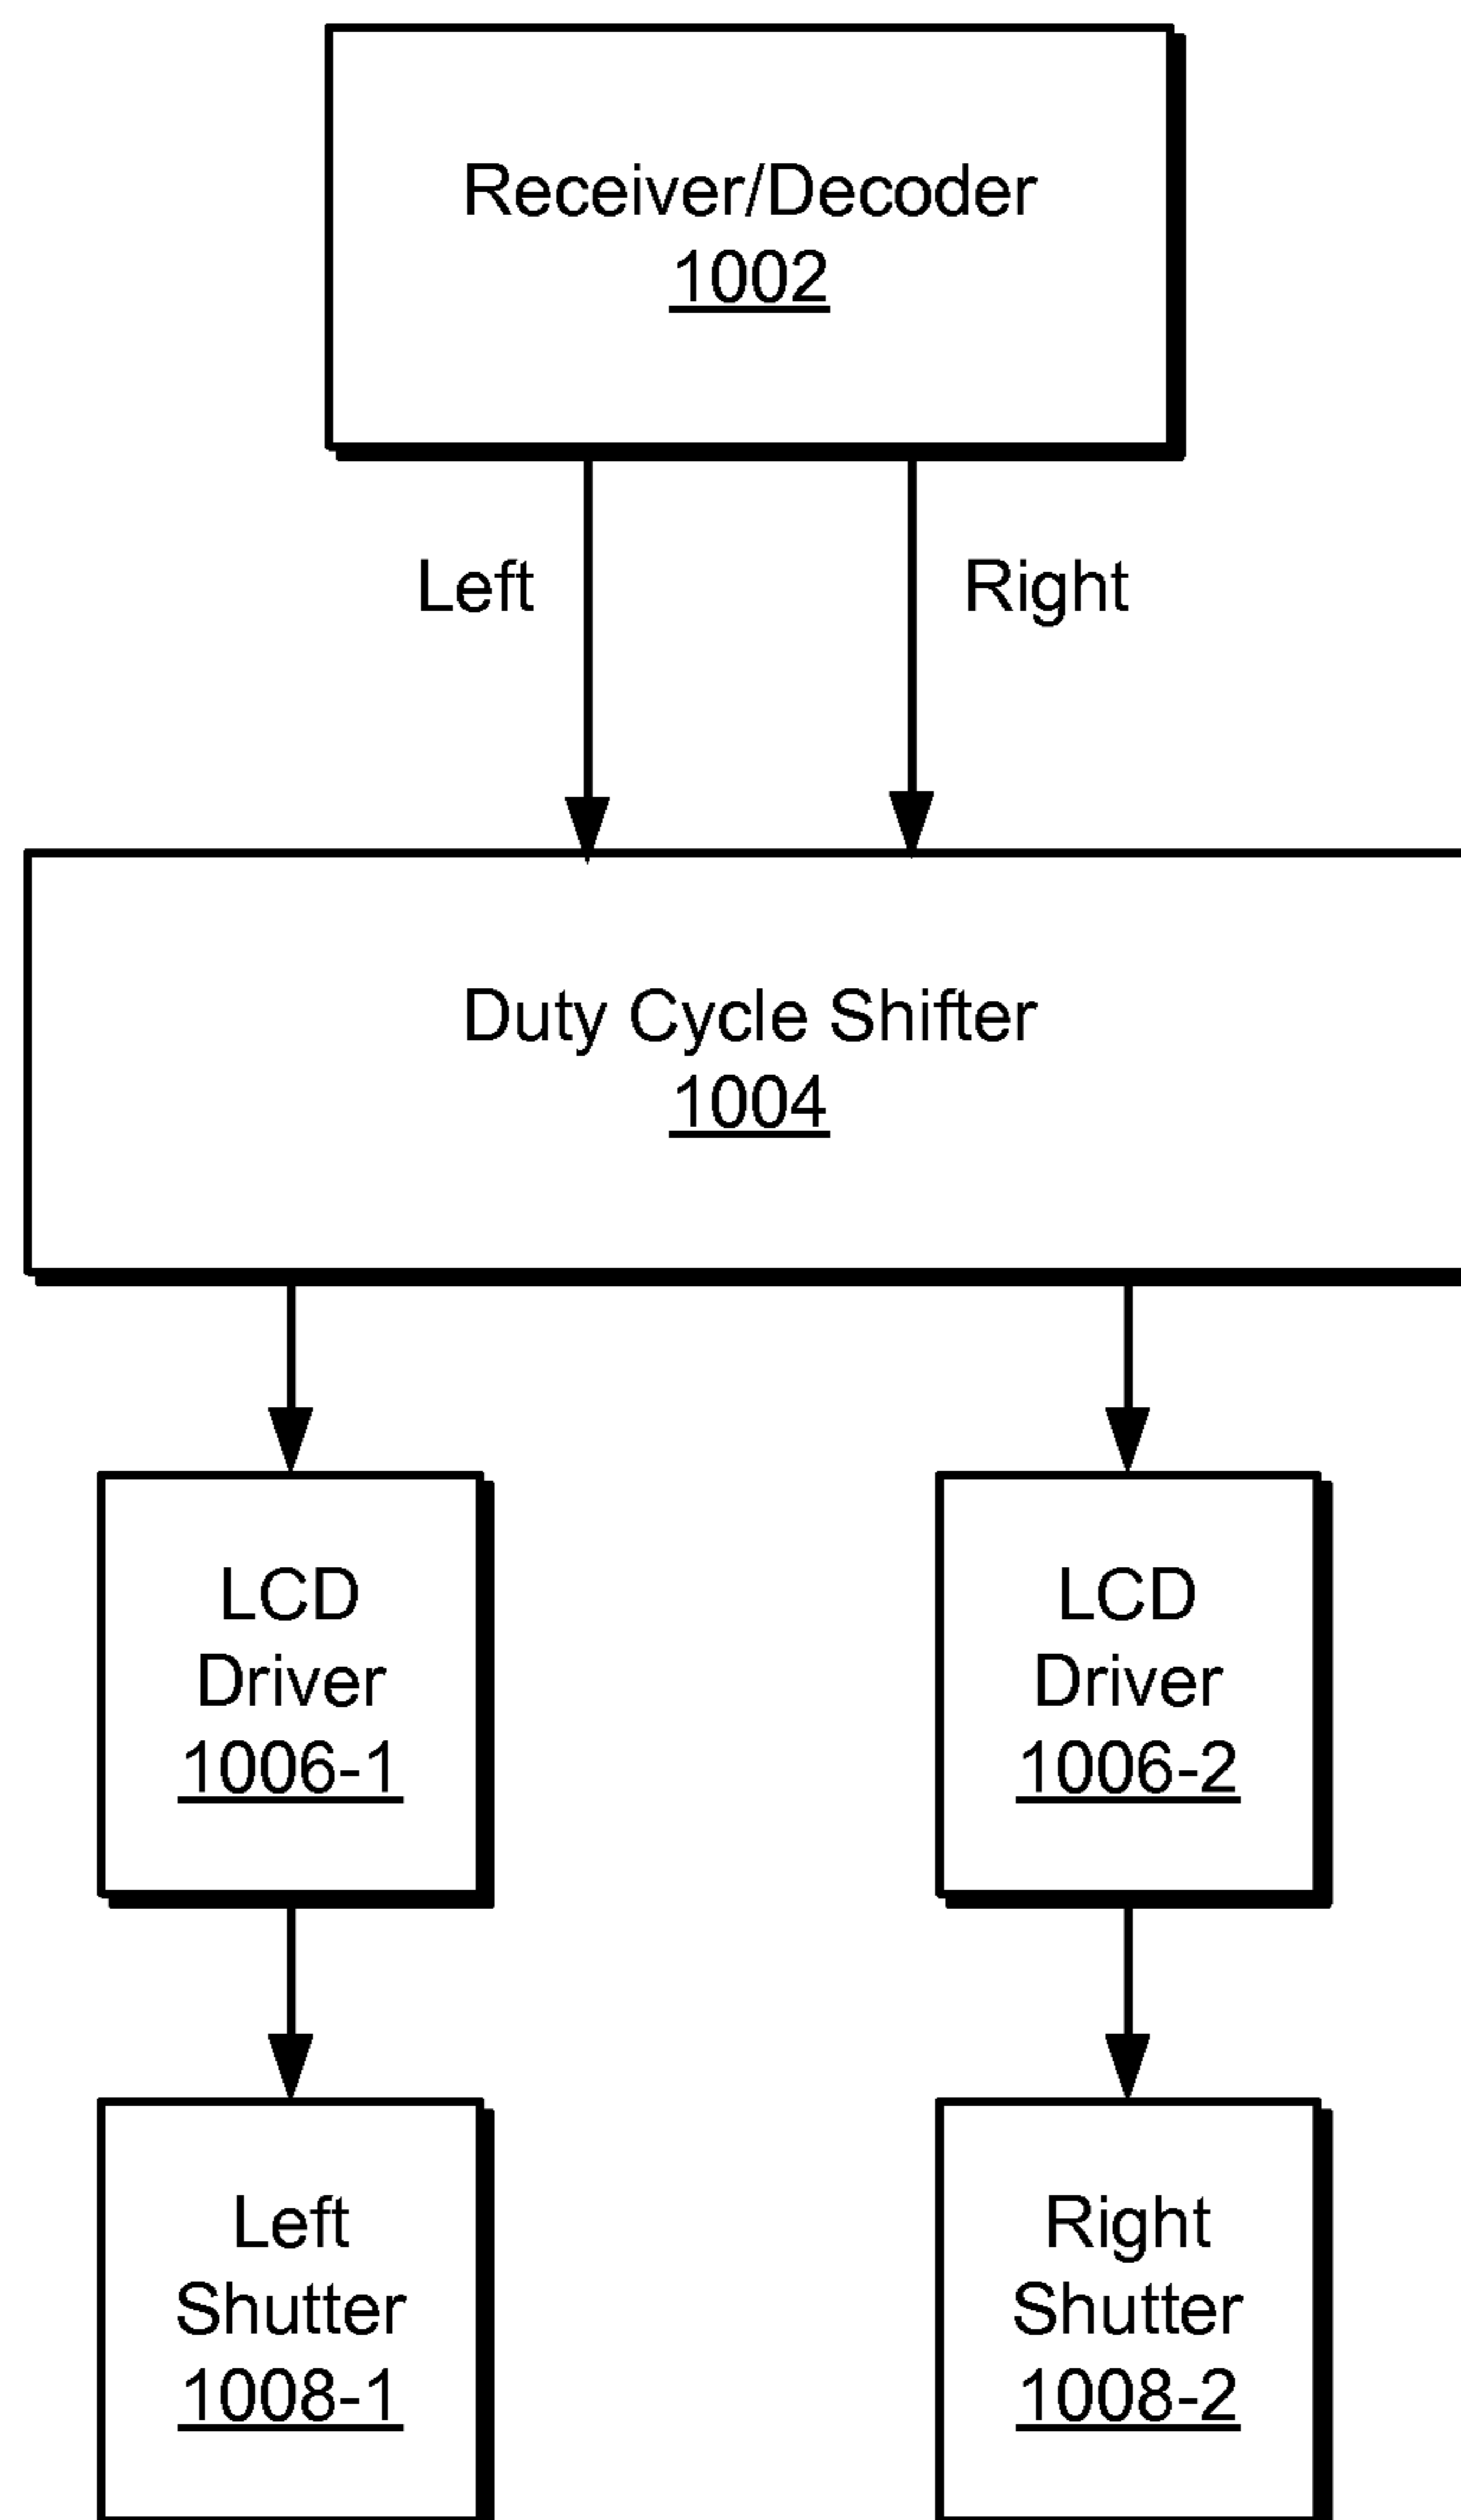 Receiver/Decoder
1002
Left
Right
Duty Cycle Shifter
1004
LCD
Driver
1006-1
LCD
Driver
1006-2
Left
Shutter
1008-1
Right
Shutter
1008-2